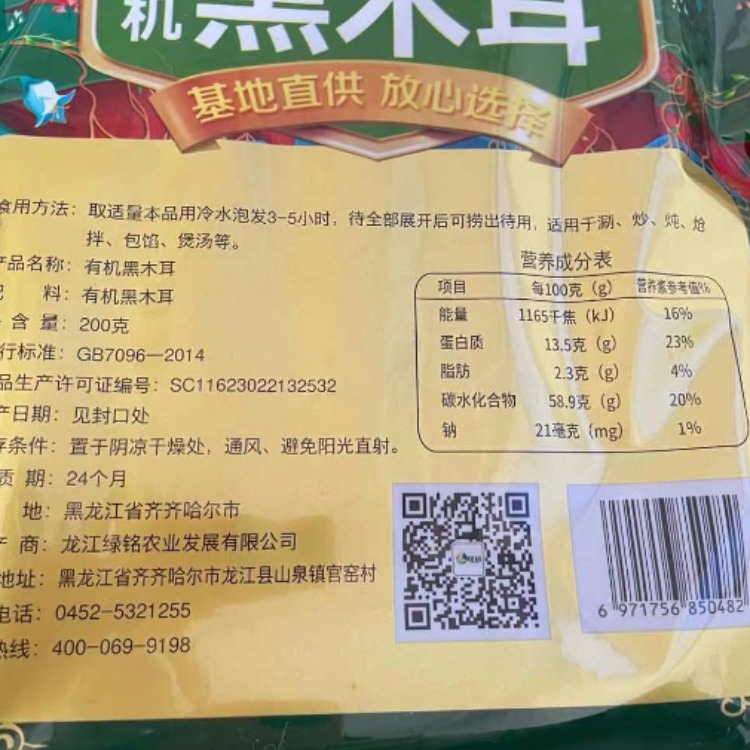 机黑木耳
基地直供 放心选择
食用方法：取适量本品用冷水泡发3-5小时，待全部展开后可捞出待用，适用于涮、炒、炖、炝
拌、包馅、煲汤等。
产品名称：有机黑木耳
配 料：有机黑木耳
含 量：200克
行标准：GB7096—2014
品生产许可证编号：SC11623022132532
产日期：见封口处
存条件：置于阴凉干燥处，通风、避免阳光直射。
质 期：24个月
地：黑龙江省齐齐哈尔市
产 商：龙江绿铭农业发展有限公司
地址：黑龙江省齐齐哈尔市龙江县山泉镇官窑村
电话：0452-5321255
热线：400-069-9198
营养成分表
项目 每100克（g） 营养素参考值%
能量 1165千焦（kJ） 16%
蛋白质 13.5克（g） 23%
脂肪 2.3克（g） 4%
碳水化合物 58.9克（g） 20%
钠 21毫克（mg） 1%
6 971756 850482